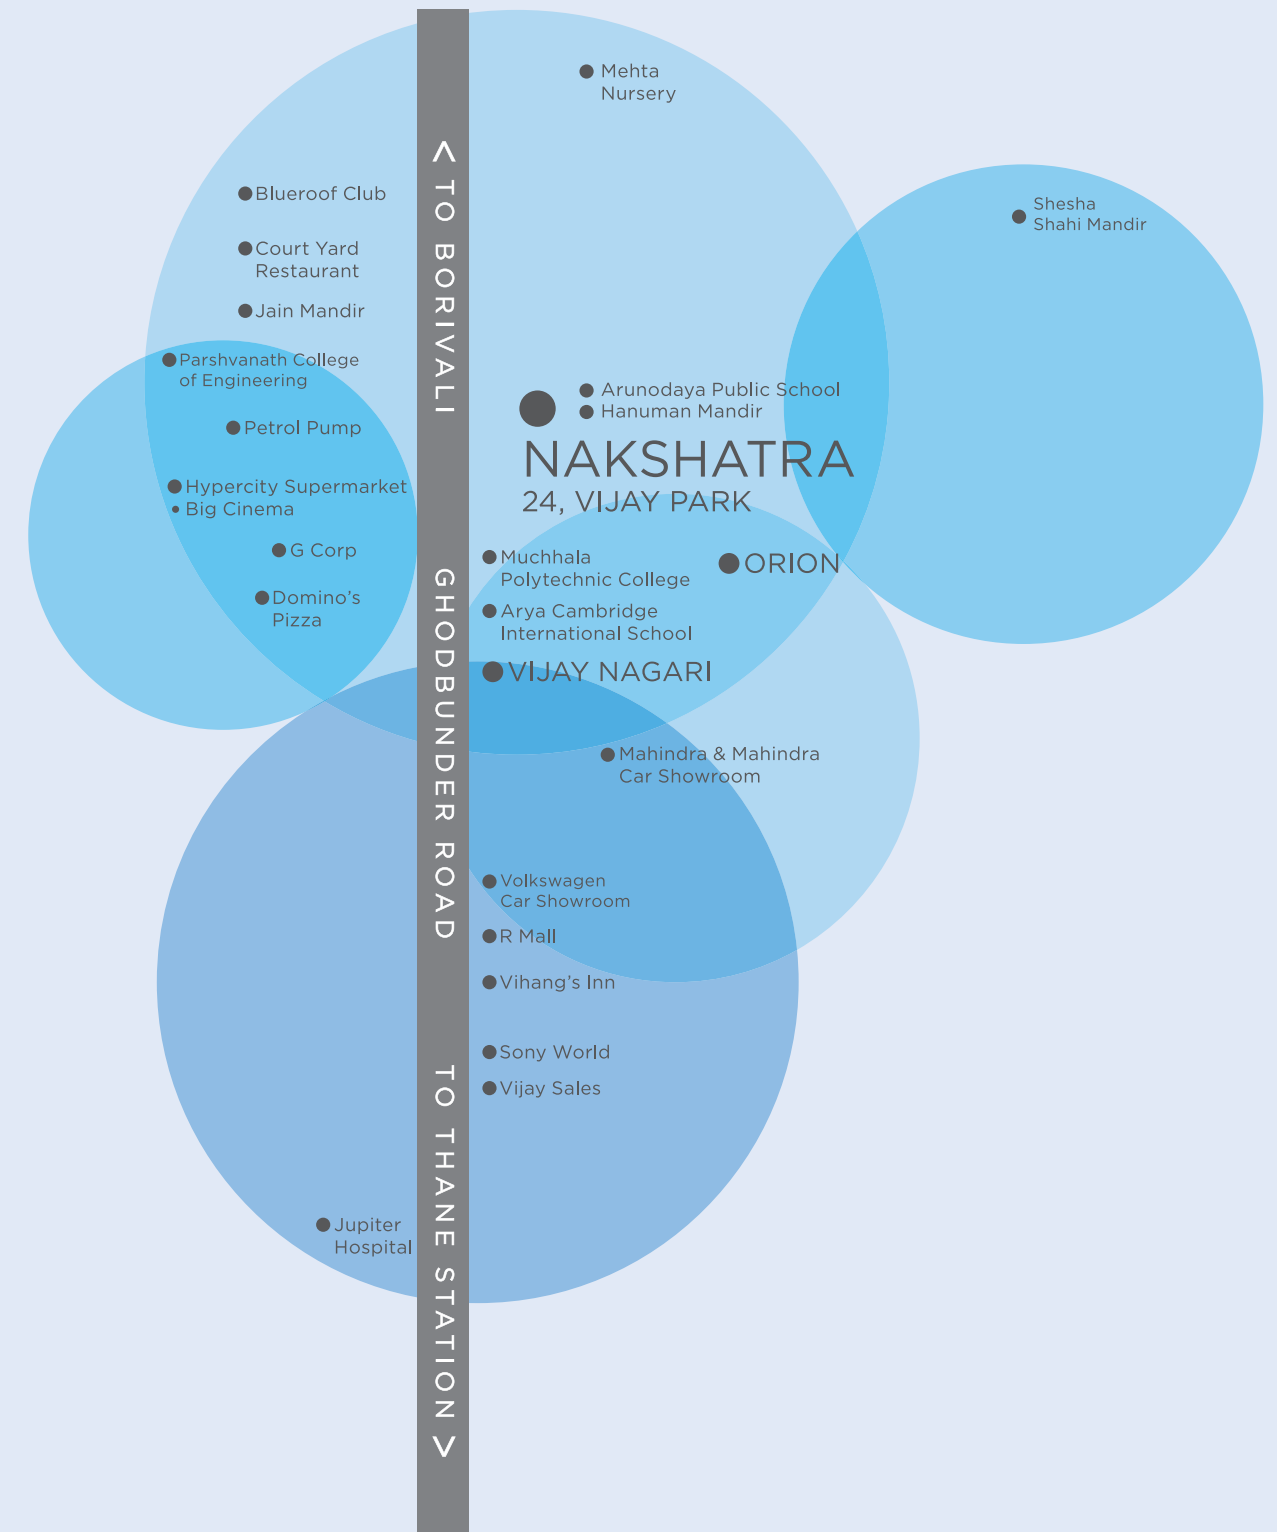 Mehta
Nursery
< TO BORIVALI
Blueroof Club
Shesha
Shahi Mandir
Court Yard
Restaurant
Jain Mandir
Parshvanath College
of Engineering
Arunodaya Public School
Hanuman Mandir
Petrol Pump
NAKSHATRA
24, VIJAY PARK
Hypercity Supermarket
Big Cinema
G Corp
Muchhala
Polytechnic College
ORION
GHODBUNDER ROAD
Domino's
Pizza
Arya Cambridge
International School
VIJAY NAGARI
Mahindra & Mahindra
Car Showroom
Volkswagen
Car Showroom
R Mall
Vihang's Inn
Sony World
Vijay Sales
TO THANE STATION >
Jupiter
Hospital